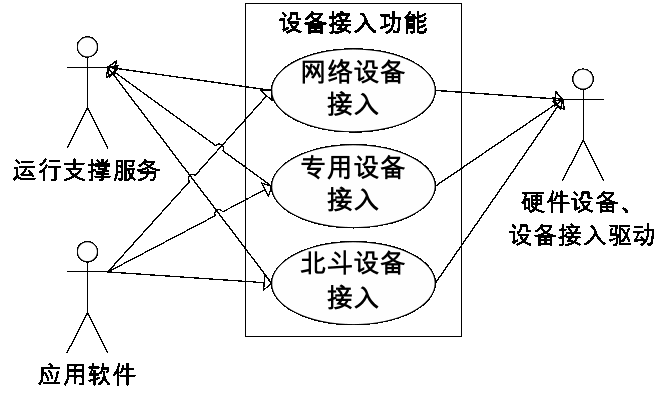 设备接入功能
网络设备
接入
运行支撑服务
专用设备
接入
硬件设备、
设备接入驱动
北斗设备
接入
应用软件